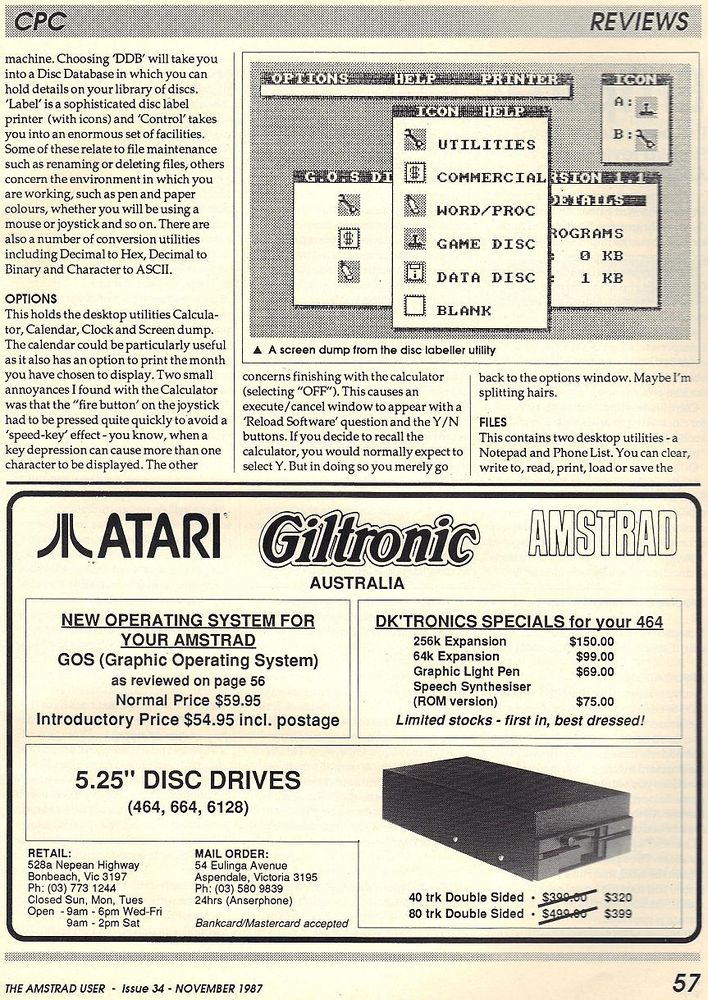 CPC
REVIEWS
machine. Choosing 'DDB' will take you
into a Disc Database in which you can
hold details on your library of discs.
'Label' is a sophisticated disc label
printer (with icons) and 'Control' takes
you into an enormous set of facilities.
Some of these relate to file maintenance
such as renaming or deleting files, others
concern the environment in which you
are working, such as pen and paper
colours, whether you will be using a
mouse or joystick and so on. There are
also a number of conversion utilities
including Decimal to Hex, Decimal to
Binary and Character to ASCII.
OPTIONS
This holds the desktop utilities Calcula-
tor, Calendar, Clock and Screen dump.
The calendar could be particularly useful
as it also has an option to print the month
you have chosen to display. Two small
annoyances I found with the Calculator
was that the "fire button' on the joystick
had to be pressed quite quickly to avoid a
'speed-key' effect - you know, when a
key depression can cause more than one
character to be displayed. The other
OPTIONS HELP PRINTER
ICON
A:
B:
ICON HELP
UTILITIES
COMMERCIAL
WORD/PROC
GAME DISC
DATA DISC
BLANK
G.O.S DI
RSION 1.1
DETAILS
ROGRAMS
: 0 KB
: 1 KB
▲ A screen dump from the disc labeller utility
concerns finishing with the calculator
(selecting "OFF"). This causes an
execute/cancel window to appear with a
'Reload Software' question and the Y/N
buttons. If you decide to recall the
calculator, you would normally expect to
select Y. But in doing so you merely go
back to the options window. Maybe I'm
splitting hairs.
FILES
This contains two desktop utilities - a
Notepad and Phone List. You can clear,
write to, read, print, load or save the
ATARI
Giltronic
AMSTRAD
AUSTRALIA
NEW OPERATING SYSTEM FOR
YOUR AMSTRAD
GOS (Graphic Operating System)
as reviewed on page 56
Normal Price $59.95
Introductory Price $54.95 incl. postage
DK'TRONICS SPECIALS for your 464
256k Expansion $150.00
64k Expansion $99.00
Graphic Light Pen $69.00
Speech Synthesiser
(ROM version) $75.00
Limited stocks - first in, best dressed!
5.25" DISC DRIVES
(464, 664, 6128)
RETAIL:
528a Nepean Highway
Bonbeach, Vic 3197
Ph: (03) 773 1244
Closed Sun, Mon, Tues
Open - 9am - 6pm Wed-Fri
9am - 2pm Sat
MAIL ORDER:
54 Eulinga Avenue
Aspendale, Victoria 3195
Ph: (03) 580 9839
24hrs (Anserphone)
Bankcard/Mastercard accepted
40 trk Double Sided - $399.00 $320
80 trk Double Sided - $499.00 $399
THE AMSTRAD USER - Issue 34 - NOVEMBER 1987
57